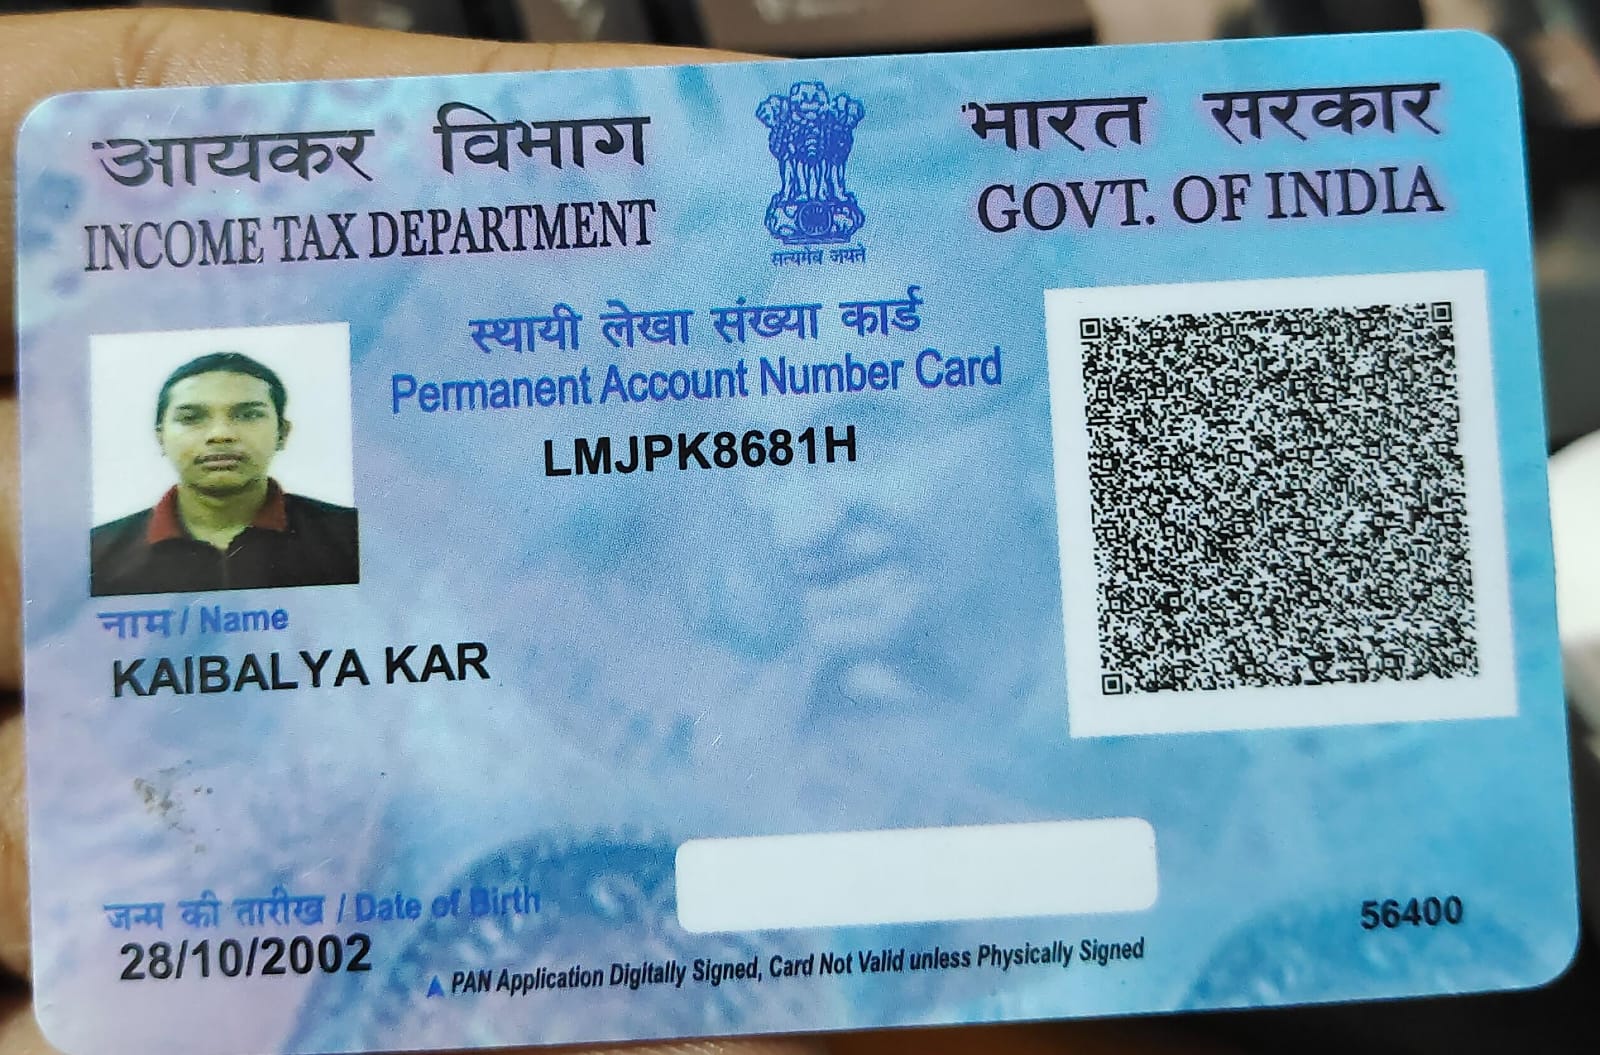 आयकर विभाग
INCOME TAX DEPARTMENT
सत्यमेव जयते
भारत सरकार
GOVT. OF INDIA
स्थायी लेखा संख्या कार्ड
Permanent Account Number Card
LMJPK8681H
नाम / Name
KAIBALYA KAR
जन्म की तारीख / Date of Birth
28/10/2002
PAN Application Digitally Signed, Card Not Valid unless Physically Signed
56400